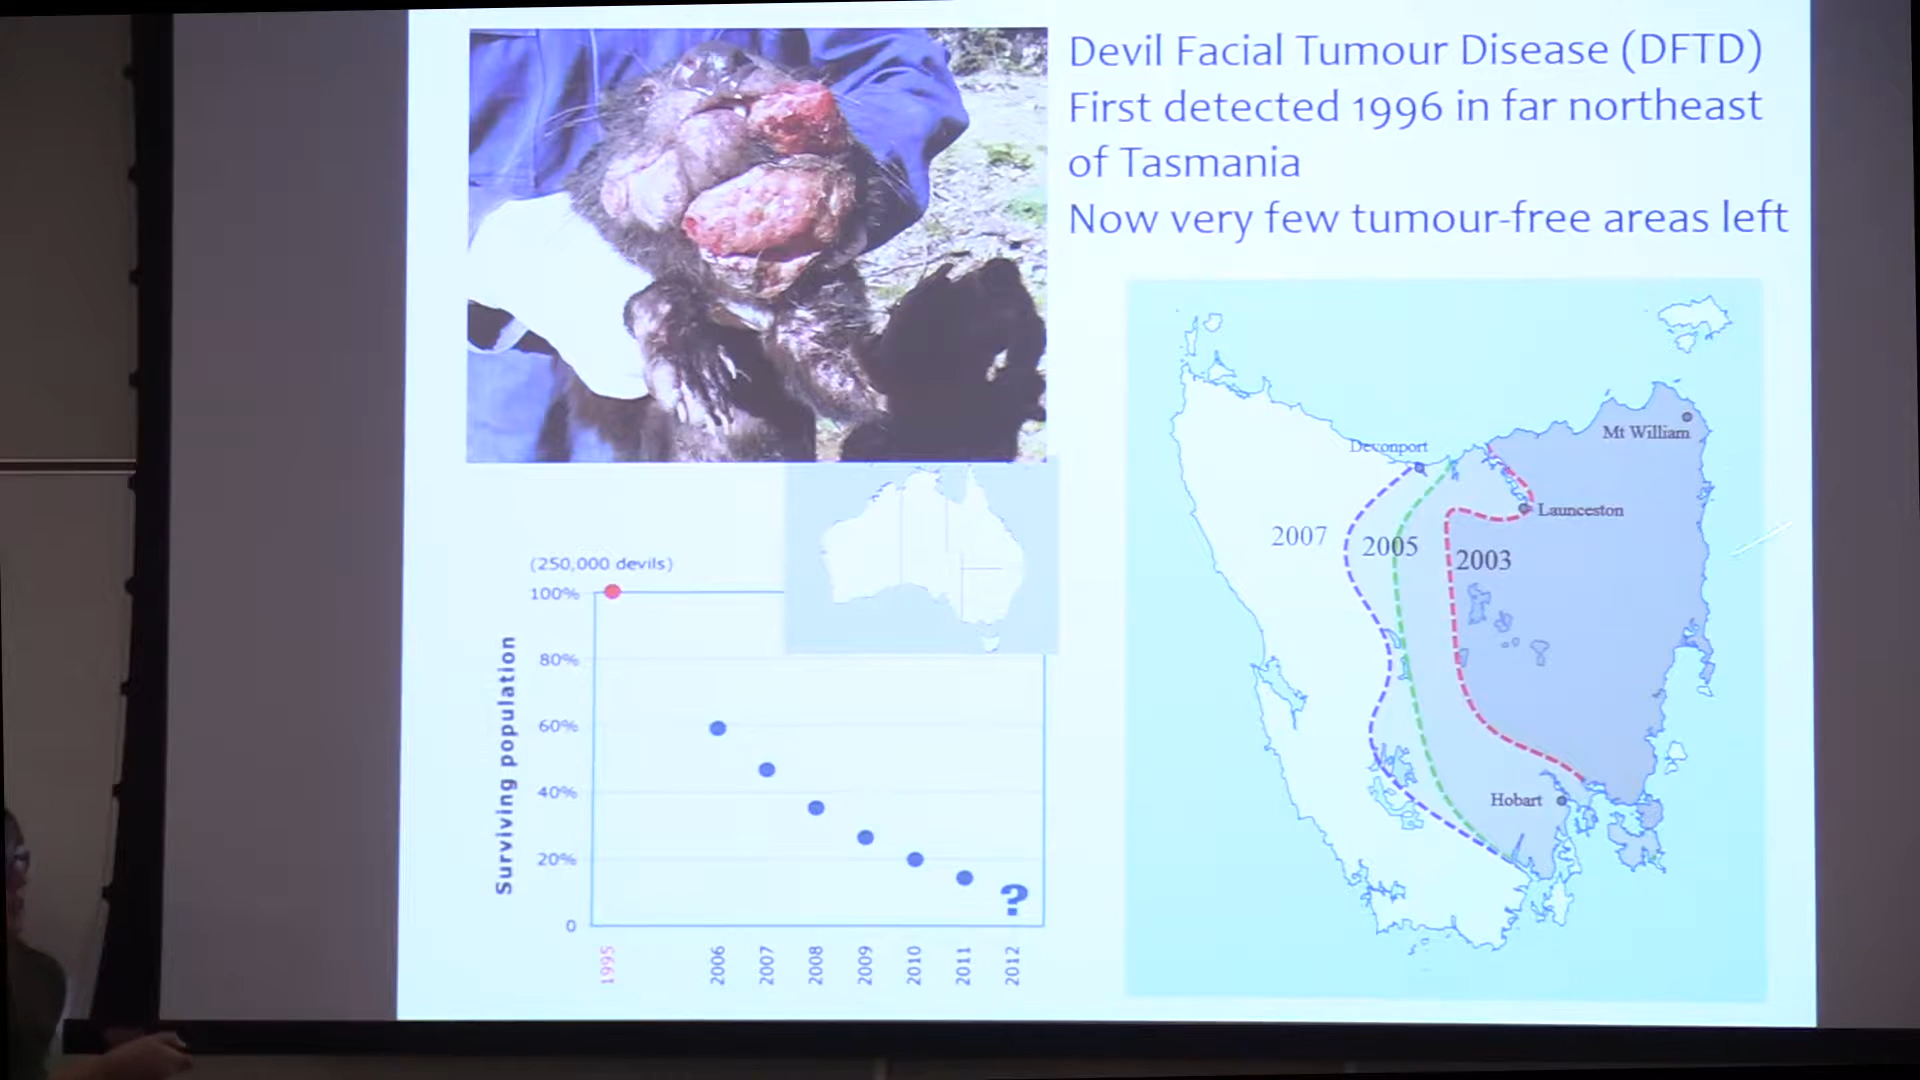 Devil Facial Tumour Disease (DFTD)
First detected 1996 in far northeast
of Tasmania
Now very few tumour-free areas left
(250,000 devils)
100%
80%
60%
40%
20%
0
Surviving population
1995
2006
2007
2008
2009
2010
2011
2012
?
Mt William
Devonport
Launceston
2007
2005
2003
Hobart